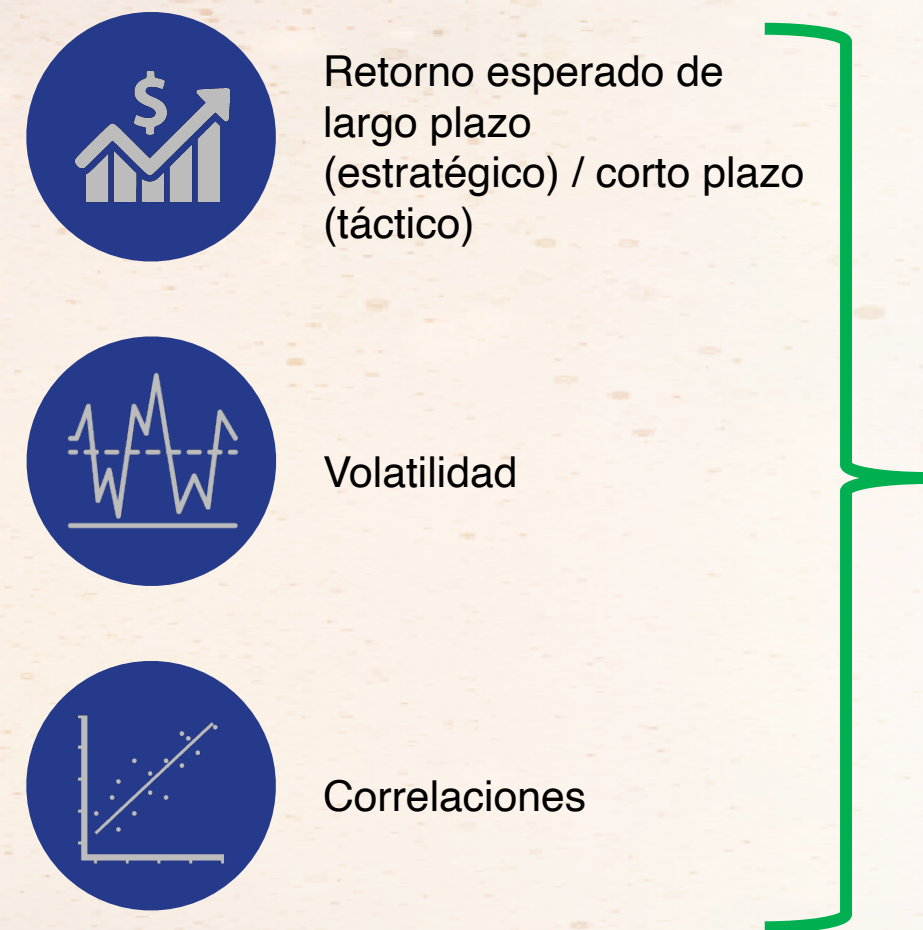 $
Retorno esperado de
largo plazo
(estratégico) / corto plazo
(táctico)
Volatilidad
Correlaciones